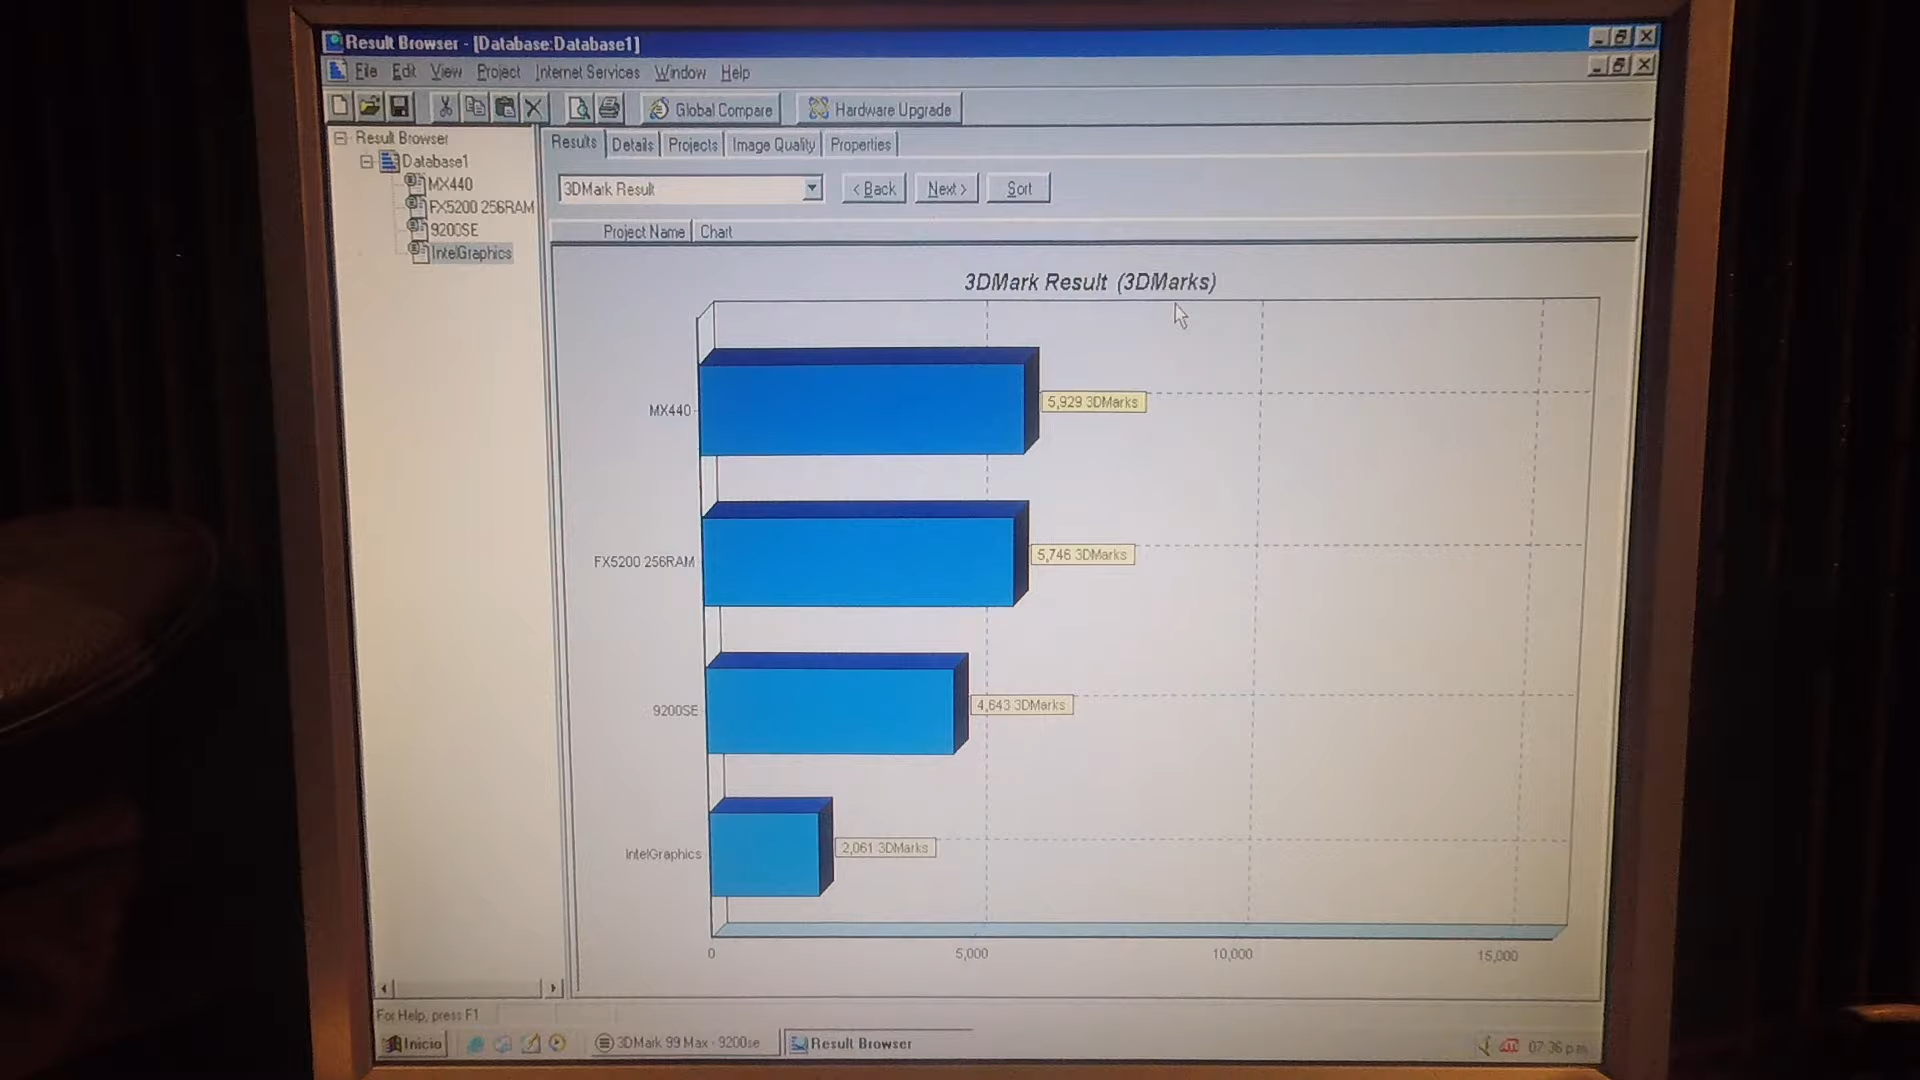 Result Browser - [Database:Database1]
File Edit View Project Internet Services Window Help
Global Compare Hardware Upgrade
Result Browser
Database1
MX440
FX5200 256RAM
9200SE
IntelGraphics
Results Details Projects Image Quality Properties
3DMark Result < Back Next > Sort
Project Name Chart
3DMark Result (3DMarks)
MX440 5,929 3DMarks
FX5200 256RAM 5,746 3DMarks
9200SE 4,643 3DMarks
IntelGraphics 2,061 3DMarks
0 5,000 10,000 15,000
For Help, press F1
Inicio 3DMark 99 Max - 9200se Result Browser 07:36 p.m.